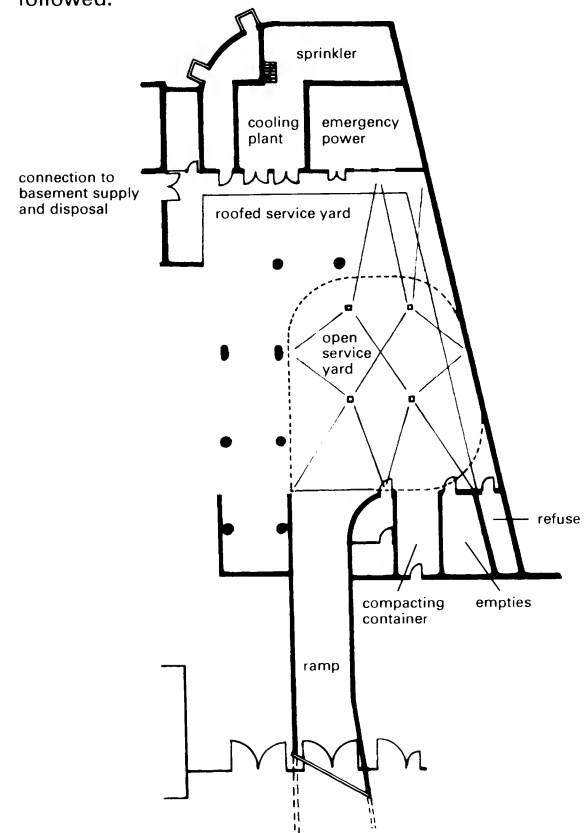 followed.
sprinkler
cooling
plant
emergency
power
connection to
basement supply
and disposal
roofed service yard
open
service
yard
refuse
compacting
container
empties
ramp